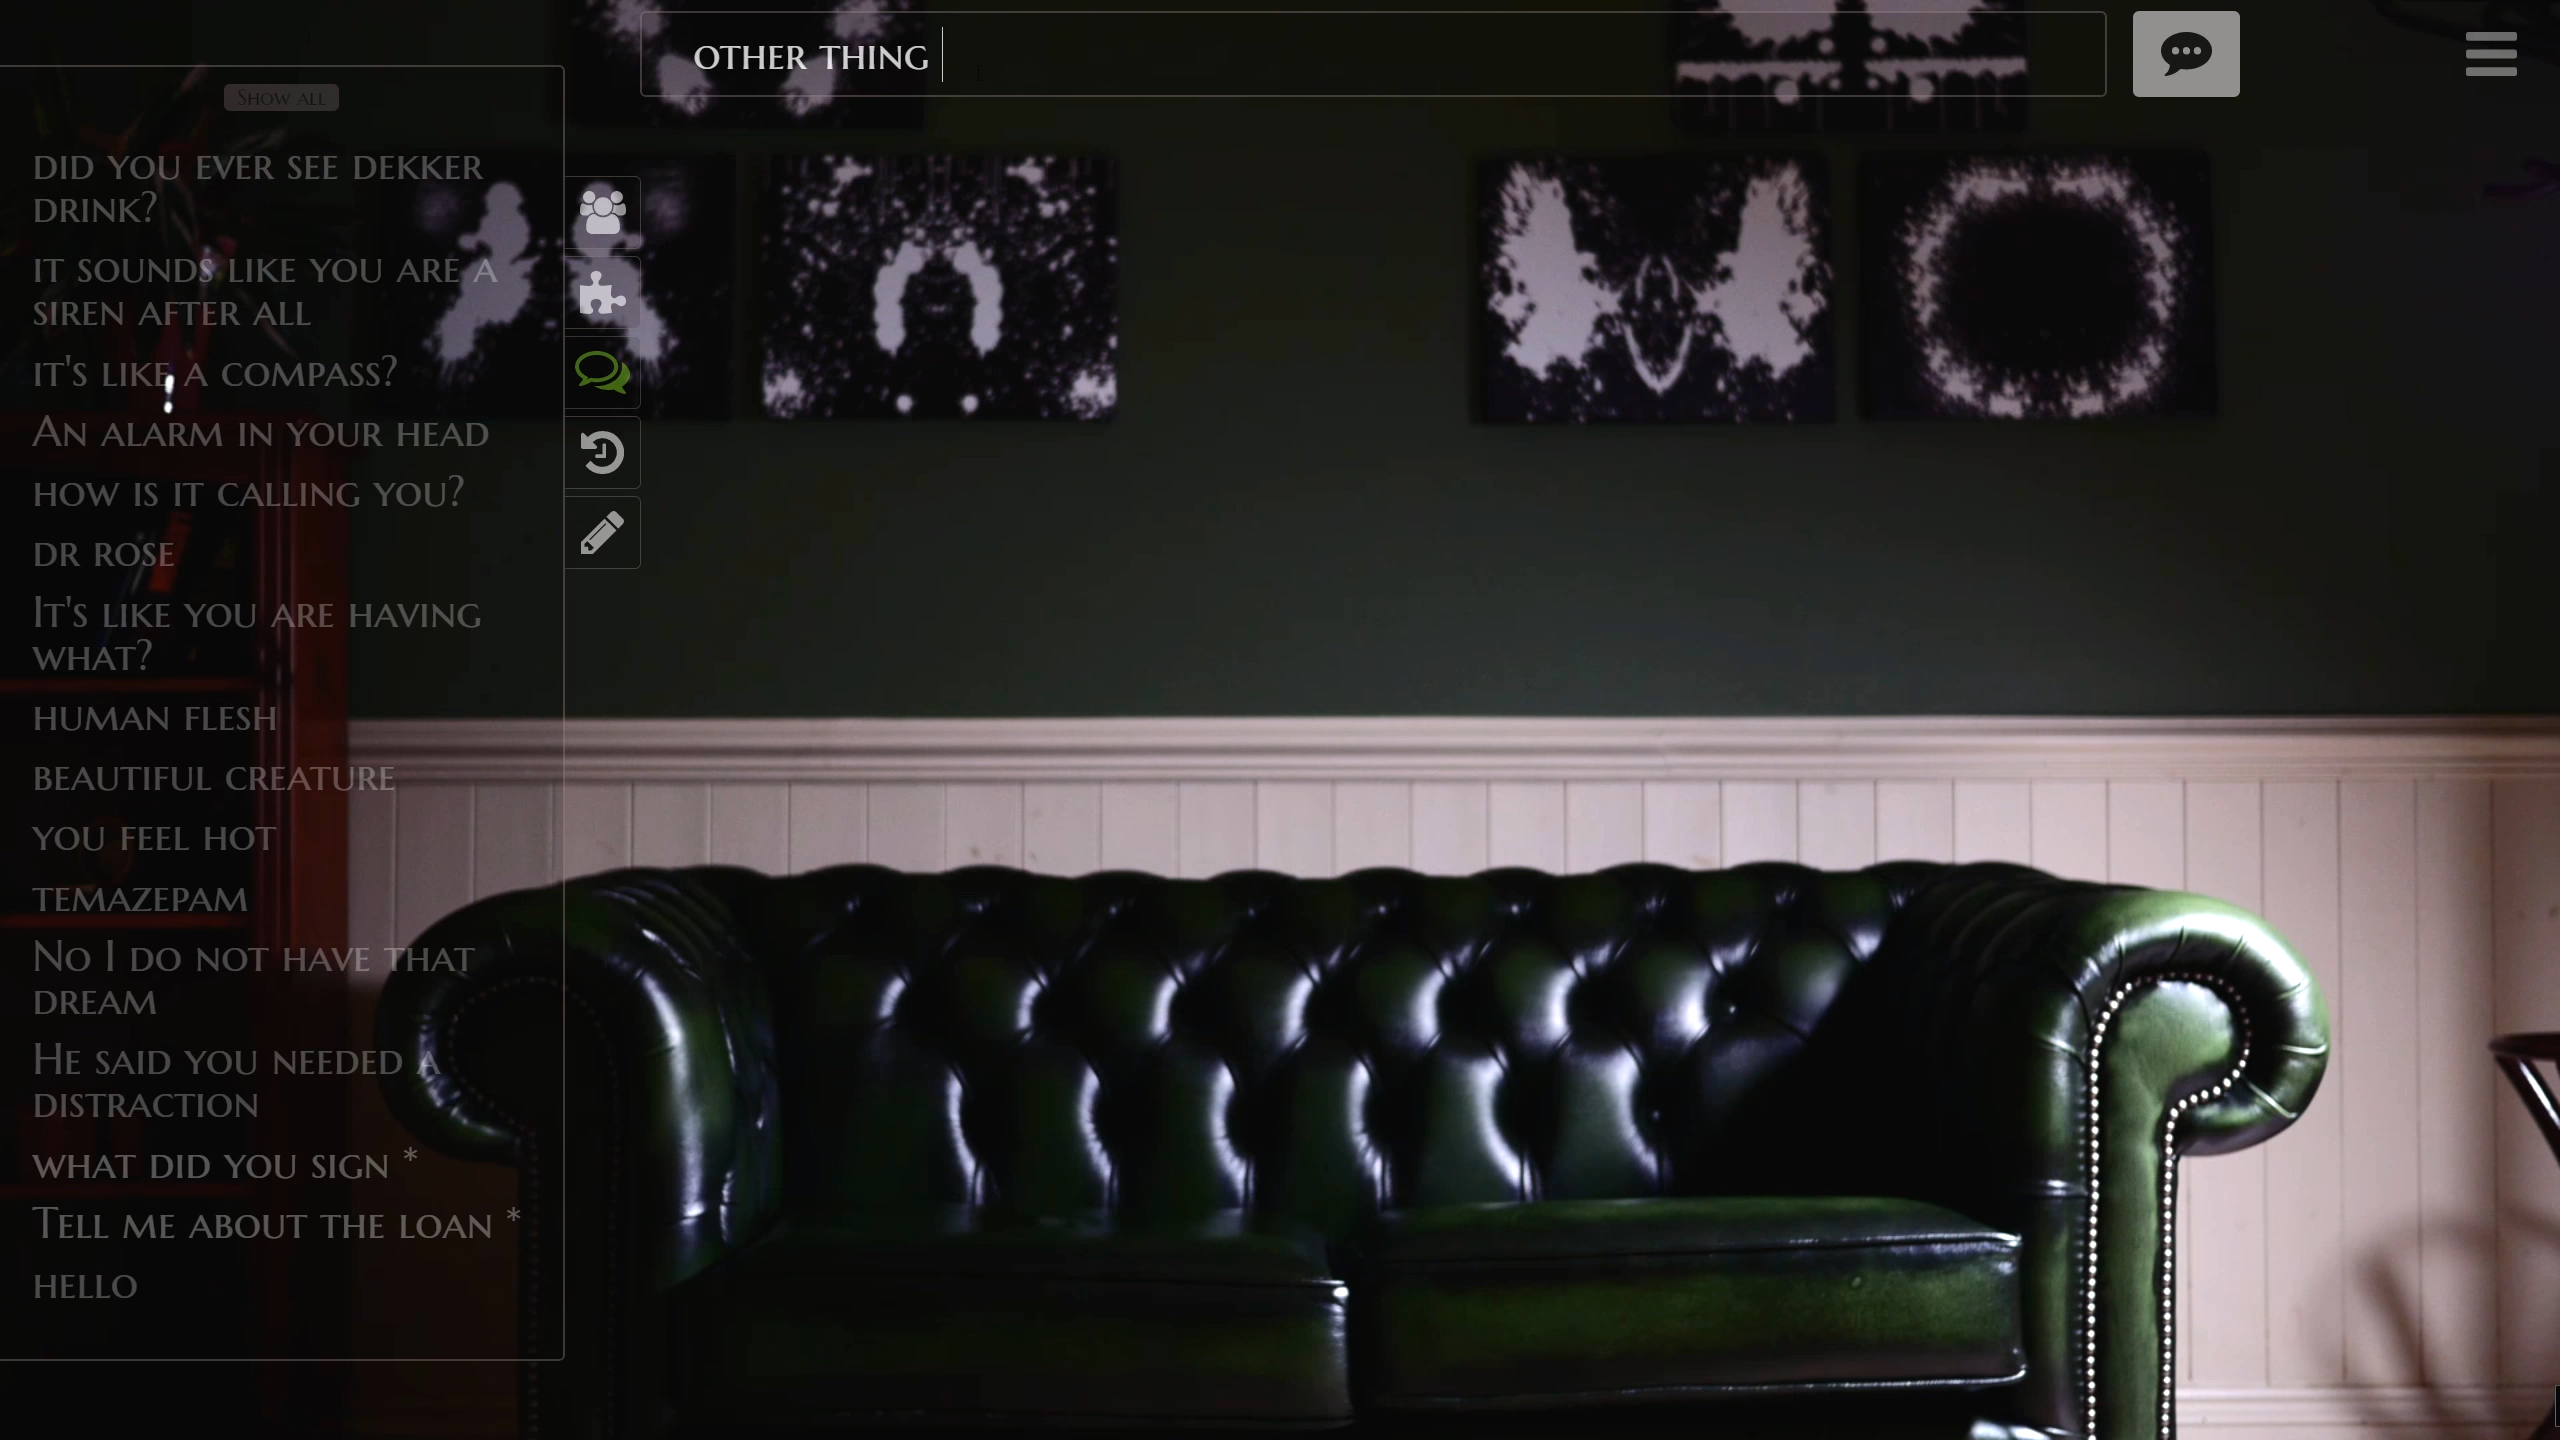 OTHER THING
SHOW ALL
DID YOU EVER SEE DEKKER
DRINK?
IT SOUNDS LIKE YOU ARE A
SIREN AFTER ALL
IT'S LIKE A COMPASS?
AN ALARM IN YOUR HEAD
HOW IS IT CALLING YOU?
DR ROSE
IT'S LIKE YOU ARE HAVING
WHAT?
HUMAN FLESH
BEAUTIFUL CREATURE
YOU FEEL HOT
TEMAZEPAM
NO I DO NOT HAVE THAT
DREAM
HE SAID YOU NEEDED A
DISTRACTION
WHAT DID YOU SIGN *
TELL ME ABOUT THE LOAN *
HELLO